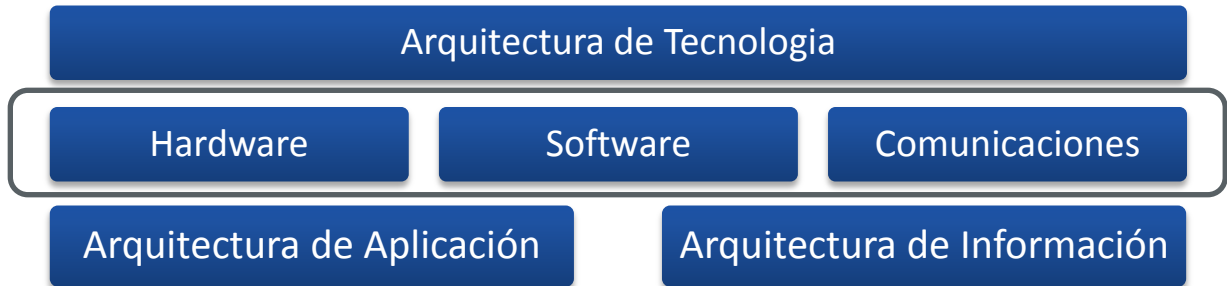 Arquitectura de Tecnologia
Hardware Software Comunicaciones
Arquitectura de Aplicación Arquitectura de Información